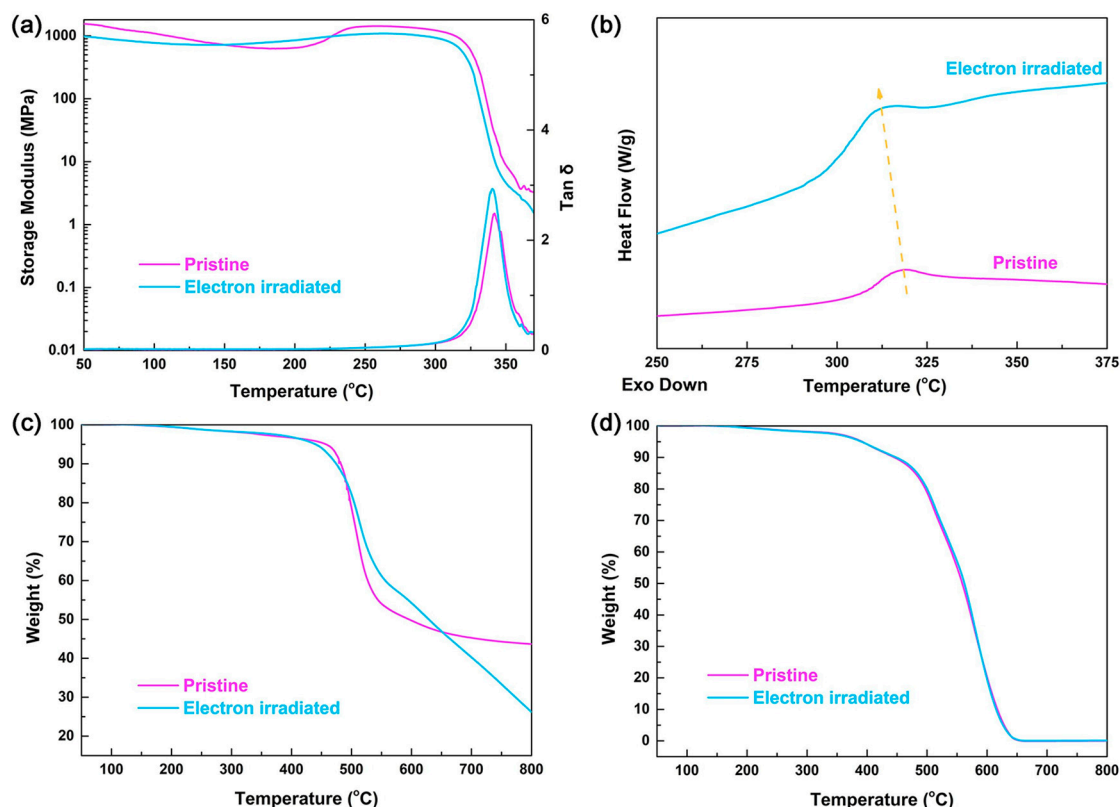 (a)
Storage Modulus (MPa)
1000
100
10
1
0.1
0.01
6
4
2
0
Tan δ
Pristine
Electron irradiated
50 100 150 200 250 300 350
Temperature (°C)
(b)
Heat Flow (W/g)
Electron irradiated
Pristine
250 275 300 325 350 375
Exo Down
Temperature (°C)
(c)
Weight (%)
100
90
80
70
60
50
40
30
20
Pristine
Electron irradiated
100 200 300 400 500 600 700 800
Temperature (°C)
(d)
Weight (%)
100
90
80
70
60
50
40
30
20
10
0
Pristine
Electron irradiated
100 200 300 400 500 600 700 800
Temperature (°C)